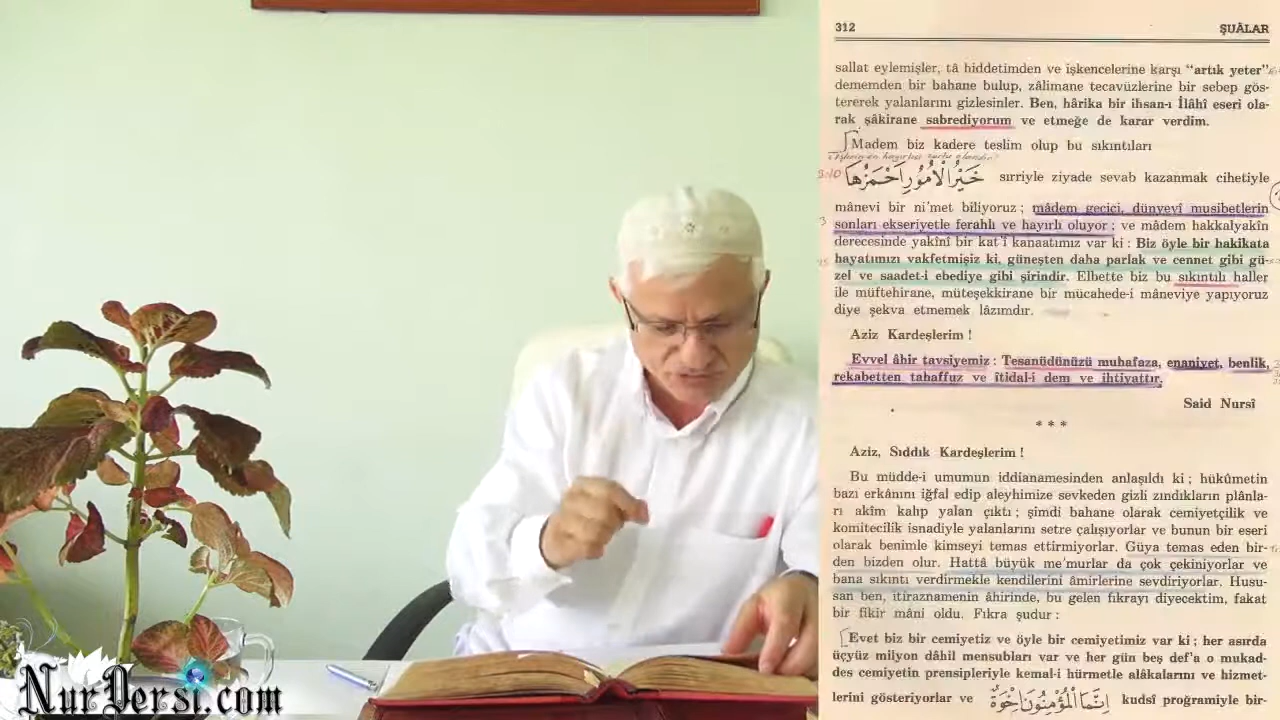 312 ŞUÂLAR
sallat eylemişler, tâ hiddetimden ve işkencelerine karşı "artık yeter"
dememden bir bahane bulup, zâlimane tecavüzlerine bir sebep gös-
tererek yalanlarını gizlesinler. Ben, hârika bir ihsan-ı İlâhî eseri ola-
rak şâkirane sabrediyorum ve etmeğe de karar verdim.
Madem biz kadere teslim olup bu sıkıntıları
خَيْرُ الْاُمُورِ اَحْمَزُهَا sırriyle ziyade sevab kazanmak cihetiyle
mânevi bir ni'met biliyoruz; mâdem geçici, dünyevî musibetlerin
sonları ekseriyetle ferahlı ve hayırlı oluyor; ve mâdem hakkalyakîn
derecesinde yakînî bir kat'î kanaatımız var ki: Biz öyle bir hakikata
hayatımızı vakfetmişiz ki, güneşten daha parlak ve cennet gibi gü-
zel ve saadet-i ebediye gibi şirindir. Elbette biz bu sıkıntılı haller
ile müftehirane, müteşekkirane bir mücahede-i mâneviye yapıyoruz
diye şekva etmemek lâzımdır.
Aziz Kardeşlerim!
Evvel âhir tavsiyemiz: Tesanüdünüzü muhafaza, enaniyet, benlik,
rekabetten tahaffuz ve îtidal-i dem ve ihtiyattır.
Said Nursî
* * *
Aziz, Sıddık Kardeşlerim!
Bu müdde-i umumun iddianamesinden anlaşıldı ki; hükûmetin
bazı erkânını iğfal edip aleyhimize sevkeden gizli zındıkların plânla-
rı akîm kalıp yalan çıktı; şimdi bahane olarak cemiyetçilik ve
komitecilik isnadiyle yalanlarını setre çalışıyorlar ve bunun bir eseri
olarak benimle kimseyi temas ettirmiyorlar. Güya temas eden bir-
den bizden olur. Hattâ büyük me'murlar da çok çekiniyorlar ve
bana sıkıntı verdirmekle kendilerini âmirlerine sevdiriyorlar. Husu-
san ben, itiraznamenin âhirinde, bu gelen fıkrayı diyecektim, fakat
bir fikir mâni oldu. Fıkra şudur:
Evet biz bir cemiyetiz ve öyle bir cemiyetimiz var ki; her asırda
üçyüz milyon dâhil mensubları var ve her gün beş def'a o mukad-
des cemiyetin prensipleriyle kemal-i hürmetle alâkalarını ve hizmet-
lerini gösteriyorlar ve اِنَّمَا الْمُؤْمِنُونَ اِخْوَةٌ kudsî proğramiyle bir-
NurDersi.com